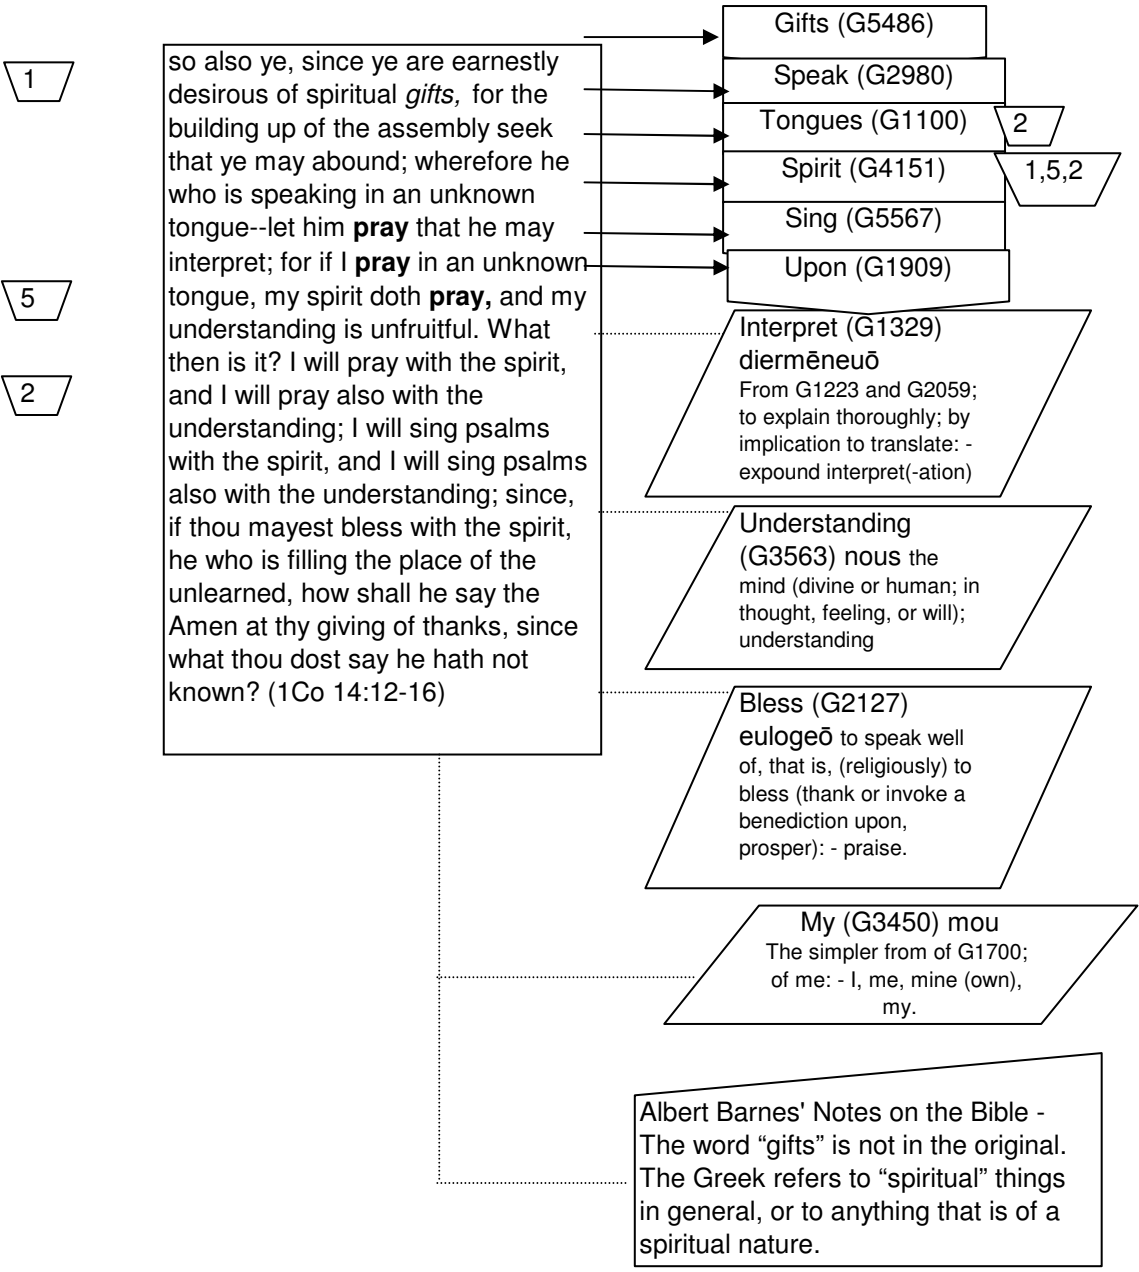 1
5
2
so also ye, since ye are earnestly
desirous of spiritual gifts, for the
building up of the assembly seek
that ye may abound; wherefore he
who is speaking in an unknown
tongue--let him pray that he may
interpret; for if I pray in an unknown
tongue, my spirit doth pray, and my
understanding is unfruitful. What
then is it? I will pray with the spirit,
and I will pray also with the
understanding; I will sing psalms
with the spirit, and I will sing psalms
also with the understanding; since,
if thou mayest bless with the spirit,
he who is filling the place of the
unlearned, how shall he say the
Amen at thy giving of thanks, since
what thou dost say he hath not
known? (1Co 14:12-16)
Gifts (G5486)
Speak (G2980)
Tongues (G1100)
2
Spirit (G4151)
1,5,2
Sing (G5567)
Upon (G1909)
Interpret (G1329)
diermēneuō
From G1223 and G2059;
to explain thoroughly; by
implication to translate: -
expound interpret(-ation)
Understanding
(G3563) nous the
mind (divine or human; in
thought, feeling, or will);
understanding
Bless (G2127)
eulogeō to speak well
of, that is, (religiously) to
bless (thank or invoke a
benediction upon,
prosper): - praise.
My (G3450) mou
The simpler from of G1700;
of me: - I, me, mine (own),
my.
Albert Barnes' Notes on the Bible -
The word “gifts” is not in the original.
The Greek refers to “spiritual” things
in general, or to anything that is of a
spiritual nature.